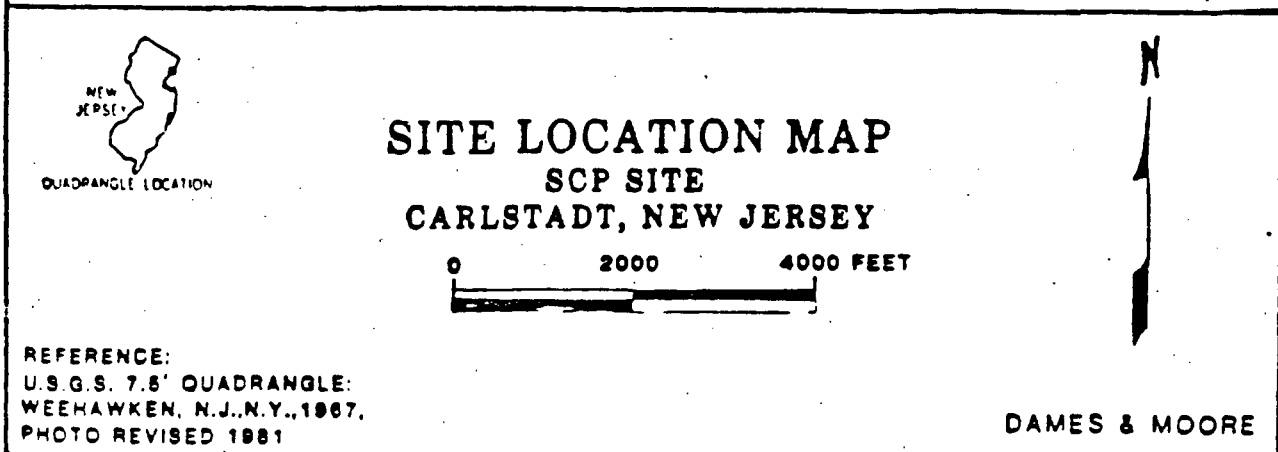 NEW
JERSEY
QUADRANGLE LOCATION
SITE LOCATION MAP
SCP SITE
CARLSTADT, NEW JERSEY
0 2000 4000 FEET
N
REFERENCE:
U.S.G.S. 7.5' QUADRANGLE:
WEEHAWKEN, N.J.,N.Y.,1967,
PHOTO REVISED 1981
DAMES & MOORE